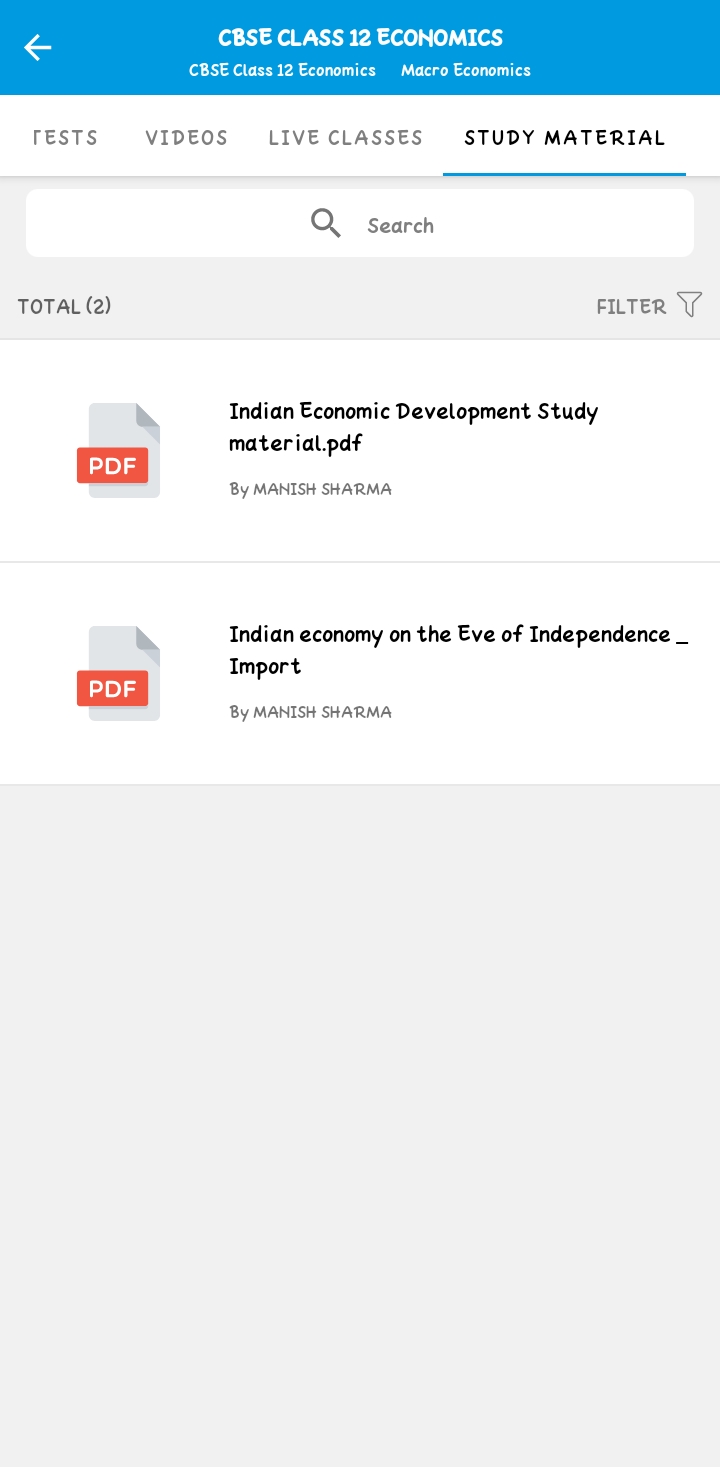 CBSE CLASS 12 ECONOMICS
CBSE Class 12 Economics Macro Economics
TESTS VIDEOS LIVE CLASSES STUDY MATERIAL
Search
TOTAL (2) FILTER
Indian Economic Development Study
material.pdf
PDF
By MANISH SHARMA
Indian economy on the Eve of Independence _
Import
PDF
By MANISH SHARMA